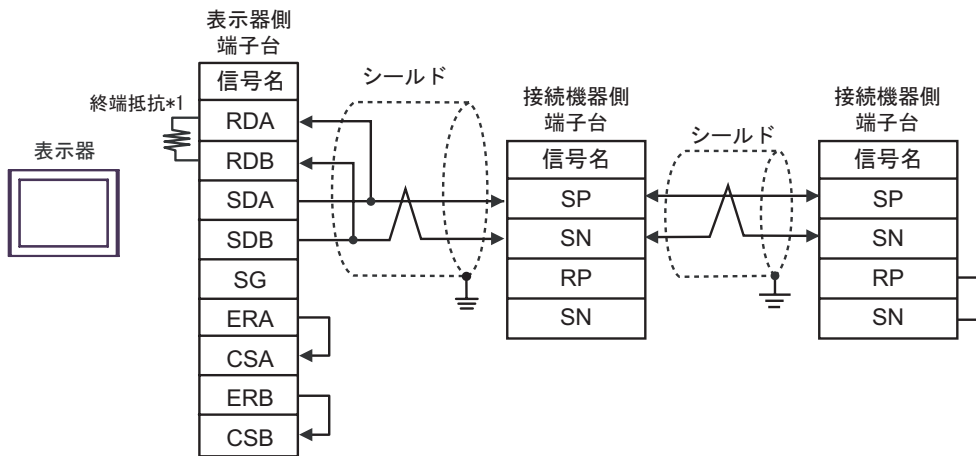 表示器
終端抵抗*1
表示器側
端子台
信号名
RDA
RDB
SDA
SDB
SG
ERA
CSA
ERB
CSB
シールド
接続機器側
端子台
信号名
SP
SN
RP
SN
シールド
接続機器側
端子台
信号名
SP
SN
RP
SN